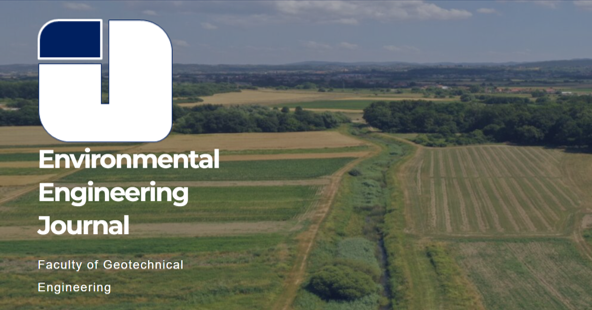 Environmental
Engineering
Journal
Faculty of Geotechnical
Engineering